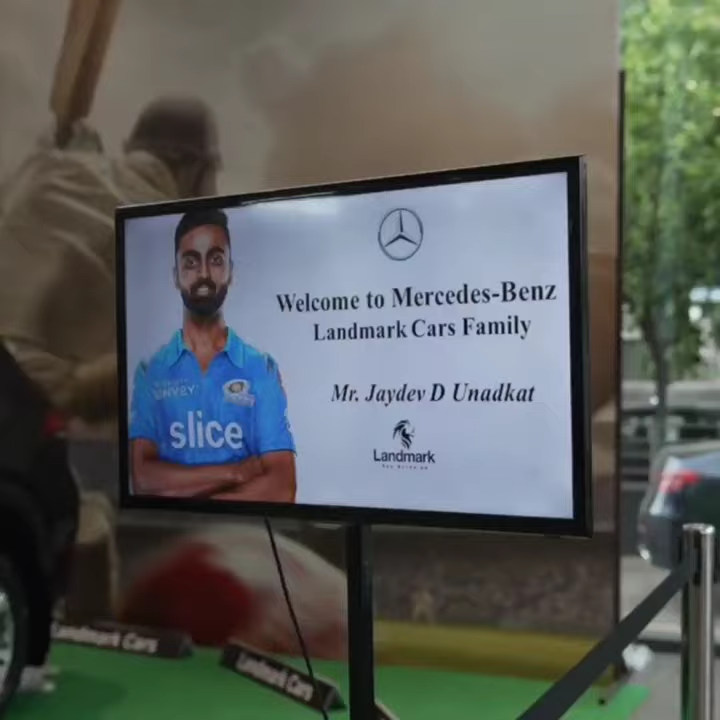 Welcome to Mercedes-Benz
Landmark Cars Family
Mr. Jaydev D Unadkat
slice
Landmark
Landmark Cars
Landmark Cars